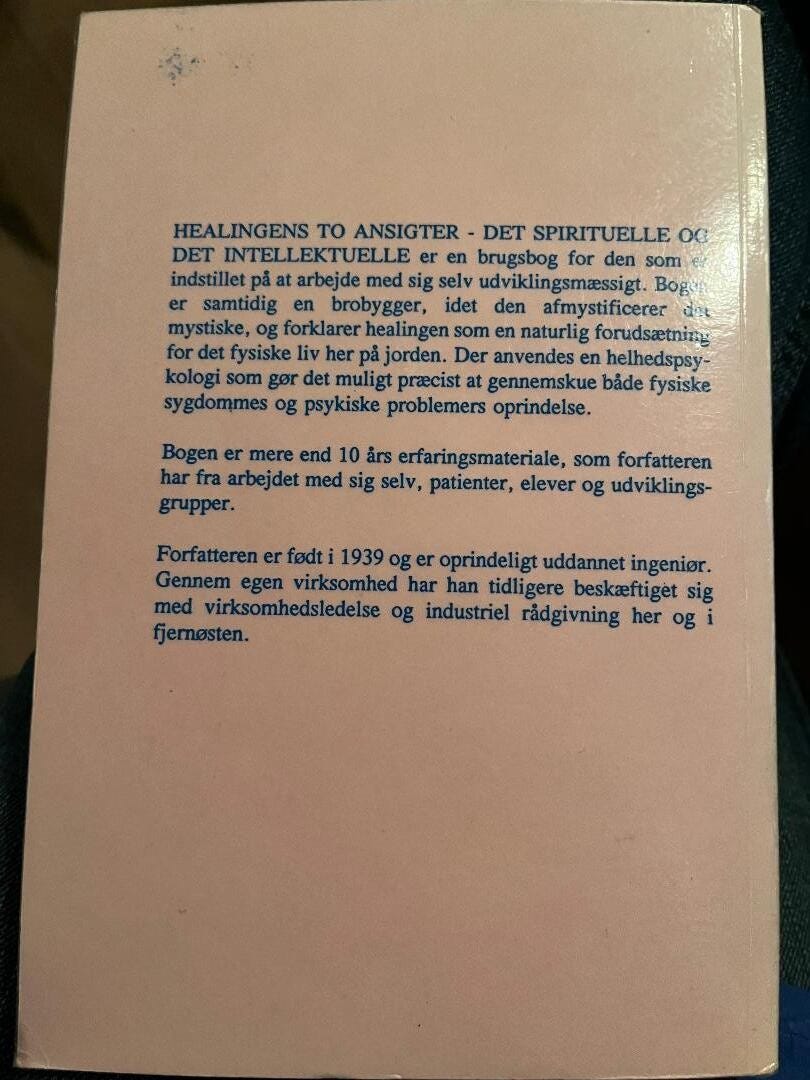 HEALINGENS TO ANSIGTER - DET SPIRITUELLE OG
DET INTELLEKTUELLE er en brugsbog for den som er
indstillet på at arbejde med sig selv udviklingsmæssigt. Bogen
er samtidig en brobygger, idet den afmystificerer det
mystiske, og forklarer healingen som en naturlig forudsætning
for det fysiske liv her på jorden. Der anvendes en helhedspsy-
kologi som gør det muligt præcist at gennemskue både fysiske
sygdommes og psykiske problemers oprindelse.
Bogen er mere end 10 års erfaringsmateriale, som forfatteren
har fra arbejdet med sig selv, patienter, elever og udviklings-
grupper.
Forfatteren er født i 1939 og er oprindeligt uddannet ingeniør.
Gennem egen virksomhed har han tidligere beskæftiget sig
med virksomhedsledelse og industriel rådgivning her og i
fjernøsten.